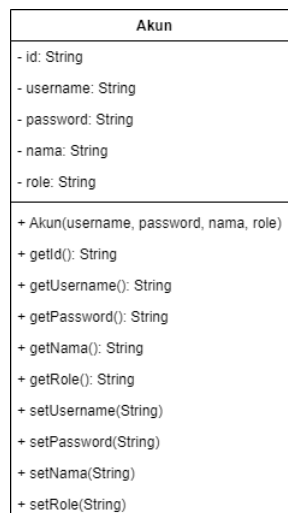 Akun
- id: String
- username: String
- password: String
- nama: String
- role: String
+ Akun(username, password, nama, role)
+ getId(): String
+ getUsername(): String
+ getPassword(): String
+ getNama(): String
+ getRole(): String
+ setUsername(String)
+ setPassword(String)
+ setNama(String)
+ setRole(String)